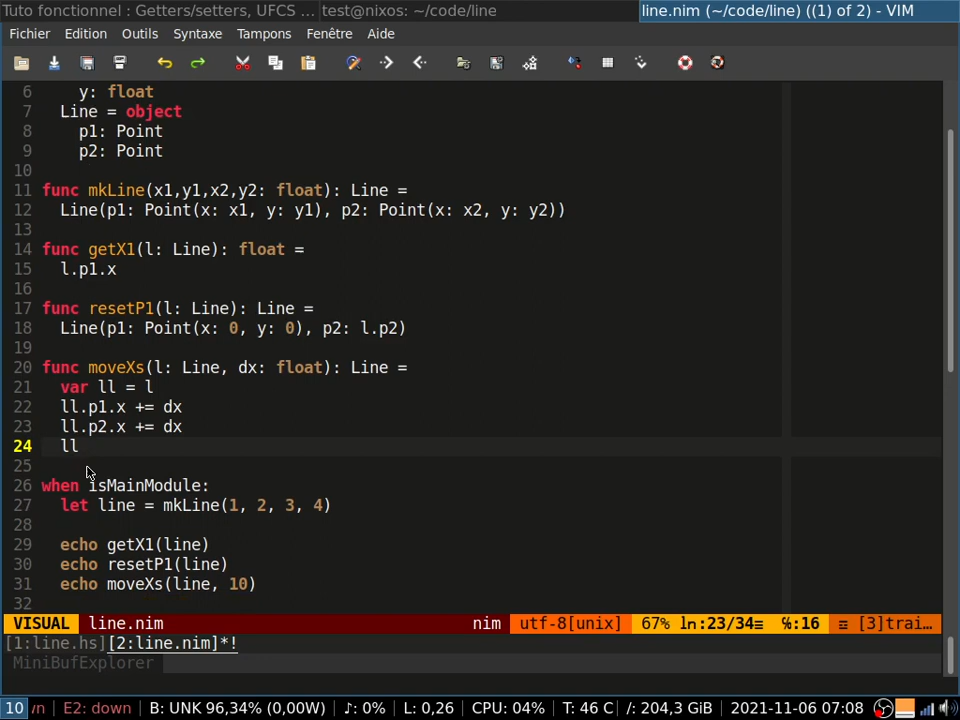 Tuto fonctionnel : Getters/setters, UFCS ... test@nixos: ~/code/line line.nim (~/code/line) ((1) of 2) - VIM
Fichier Edition Outils Syntaxe Tampons Fenêtre Aide
6 y: float
7 Line = object
8 p1: Point
9 p2: Point
10
11 func mkLine(x1,y1,x2,y2: float): Line =
12 Line(p1: Point(x: x1, y: y1), p2: Point(x: x2, y: y2))
13
14 func getX1(l: Line): float =
15 l.p1.x
16
17 func resetP1(l: Line): Line =
18 Line(p1: Point(x: 0, y: 0), p2: l.p2)
19
20 func moveXs(l: Line, dx: float): Line =
21 var ll = l
22 ll.p1.x += dx
23 ll.p2.x += dx
24 ll
25
26 when isMainModule:
27 let line = mkLine(1, 2, 3, 4)
28
29 echo getX1(line)
30 echo resetP1(line)
31 echo moveXs(line, 10)
32
VISUAL line.nim nim utf-8[unix] 67% ln:23/34≡ ℅:16 ☲ [3]trai…
[1:line.hs][2:line.nim]*!
MiniBufExplorer
10 wn E2: down B: UNK 96,34% (0,00W) ♪: 0% L: 0,26 CPU: 04% T: 46 C /: 204,3 GiB 2021-11-06 07:08